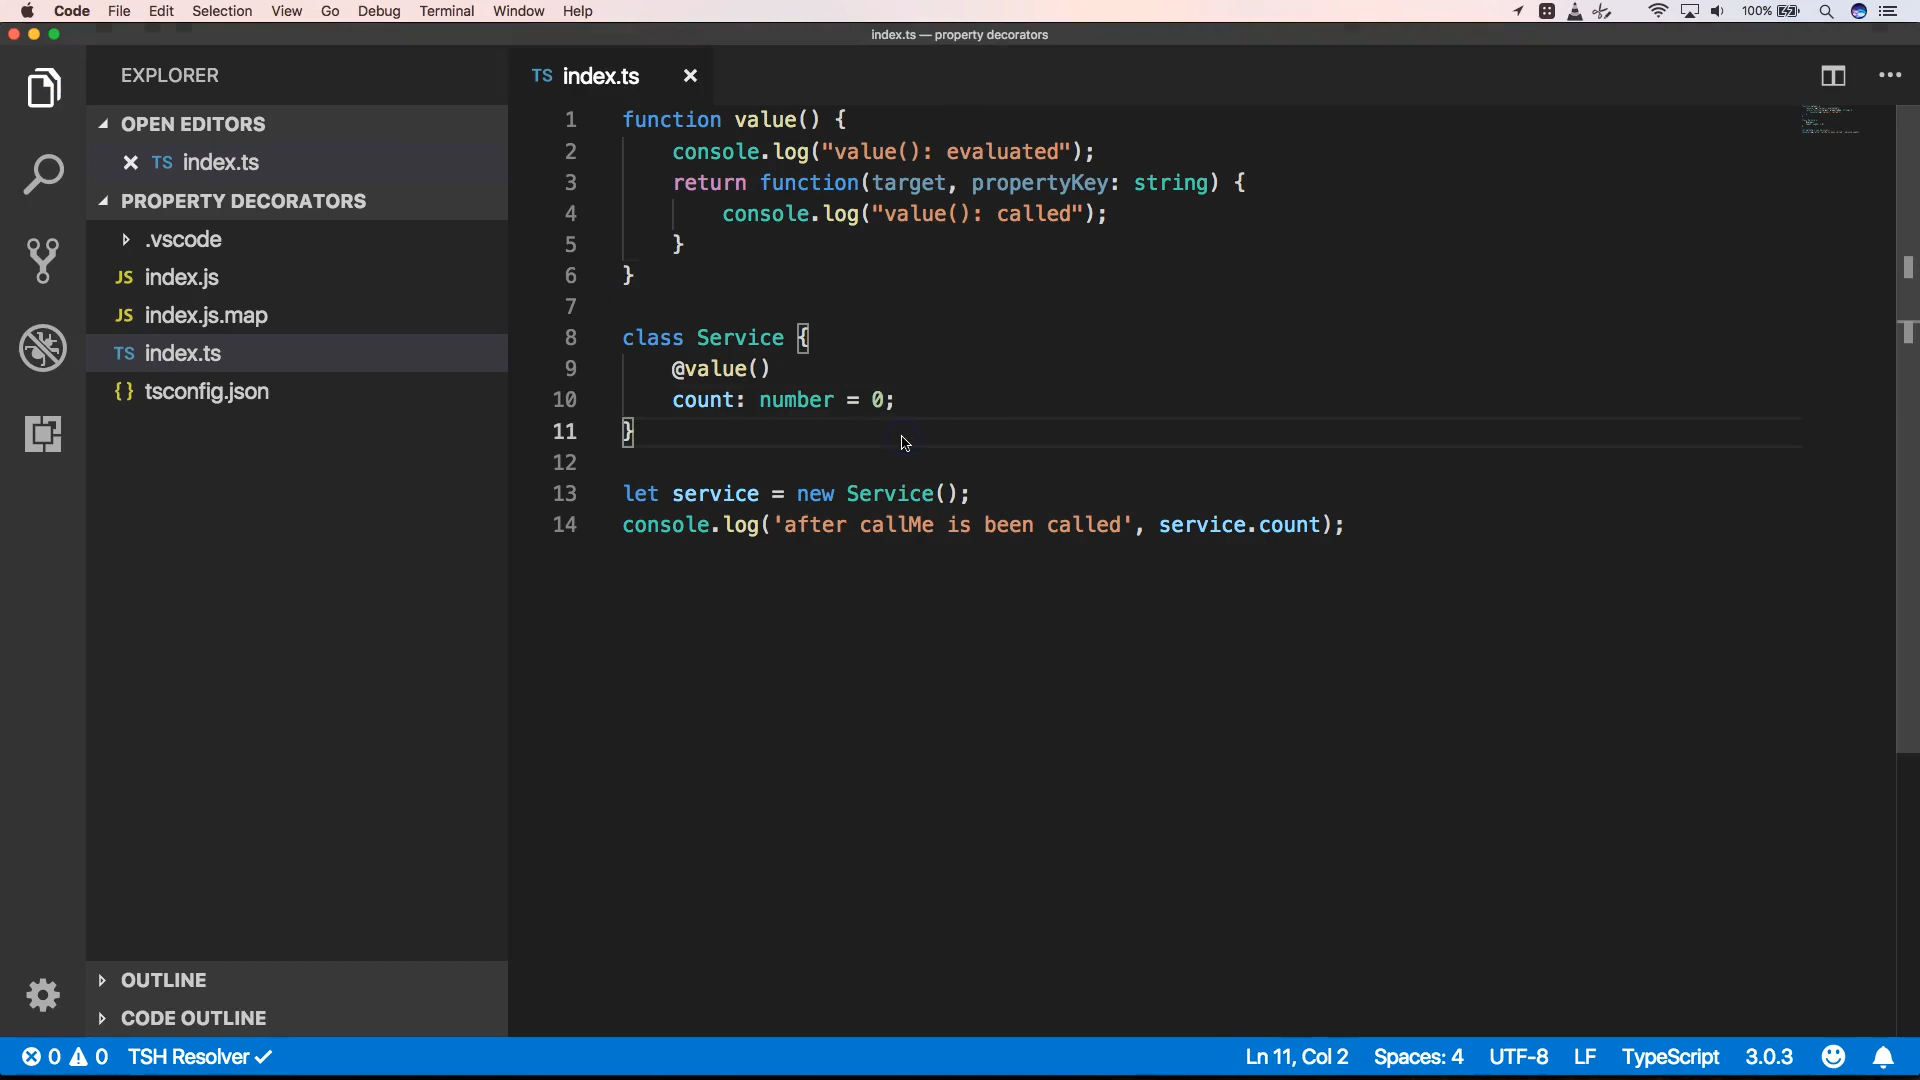 Code File Edit Selection View Go Debug Terminal Window Help 100%
index.ts — property decorators
EXPLORER
OPEN EDITORS
TS index.ts
PROPERTY DECORATORS
.vscode
JS index.js
JS index.js.map
TS index.ts
{} tsconfig.json
OUTLINE
CODE OUTLINE
TS index.ts
1 function value() {
2 console.log("value(): evaluated");
3 return function(target, propertyKey: string) {
4 console.log("value(): called");
5 }
6 }
7
8 class Service {
9 @value()
10 count: number = 0;
11 }
12
13 let service = new Service();
14 console.log('after callMe is been called', service.count);
0 0 TSH Resolver Ln 11, Col 2 Spaces: 4 UTF-8 LF TypeScript 3.0.3